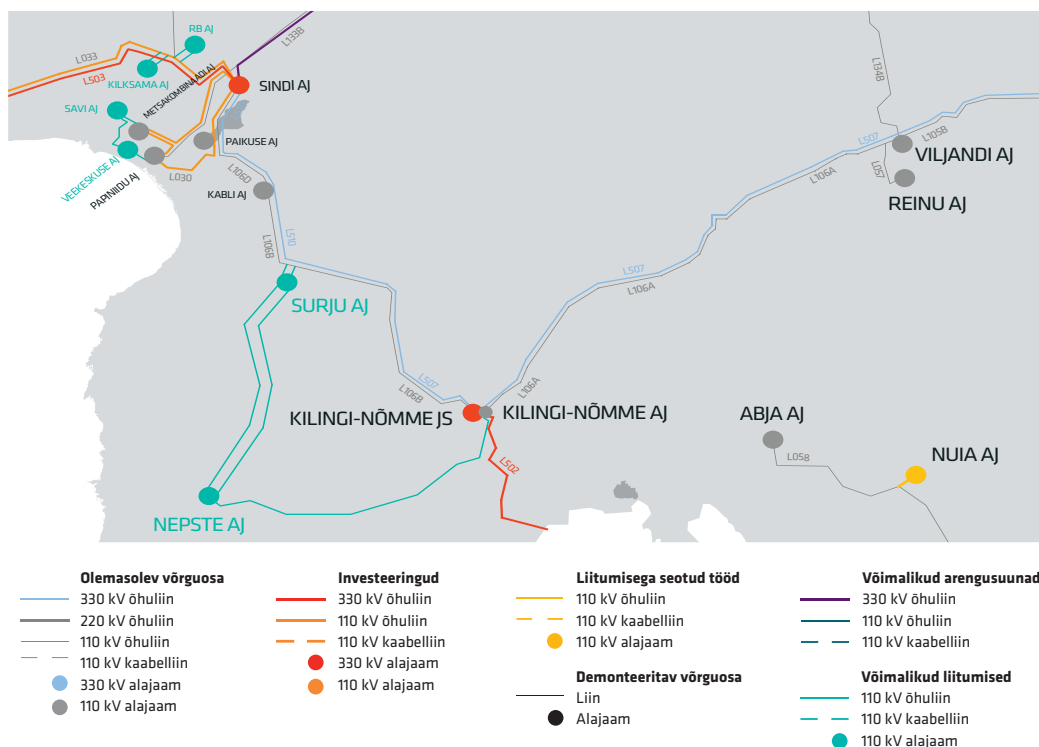 RB AJ
L033
L133B
L503
KILKSAMA AJ
METSAKOMBINAADI AJ
SINDI AJ
SAVI AJ
PAIKUSE AJ
VEEKESKUSE AJ
PAPINIIDU AJ
L030
L106D
KABLI AJ
L134B
L507
L105B
VILJANDI AJ
L057
L106A
REINU AJ
L510
L106B
SURJU AJ
L507
L106A
L507
L106B
L106A
KILINGI-NÕMME JS
KILINGI-NÕMME AJ
L502
ABJA AJ
L058
NUIA AJ
NEPSTE AJ
Olemasolev võrguosa
330 kV õhuliin
220 kV õhuliin
110 kV õhuliin
110 kV kaabelliin
330 kV alajaam
110 kV alajaam
Investeeringud
330 kV õhuliin
110 kV õhuliin
110 kV kaabelliin
330 kV alajaam
110 kV alajaam
Liitumisega seotud tööd
110 kV õhuliin
110 kV kaabelliin
110 kV alajaam
Demonteeritav võrguosa
Liin
Alajaam
Võimalikud arengusuunad
330 kV õhuliin
110 kV õhuliin
110 kV kaabelliin
Võimalikud liitumised
110 kV õhuliin
110 kV kaabelliin
110 kV alajaam